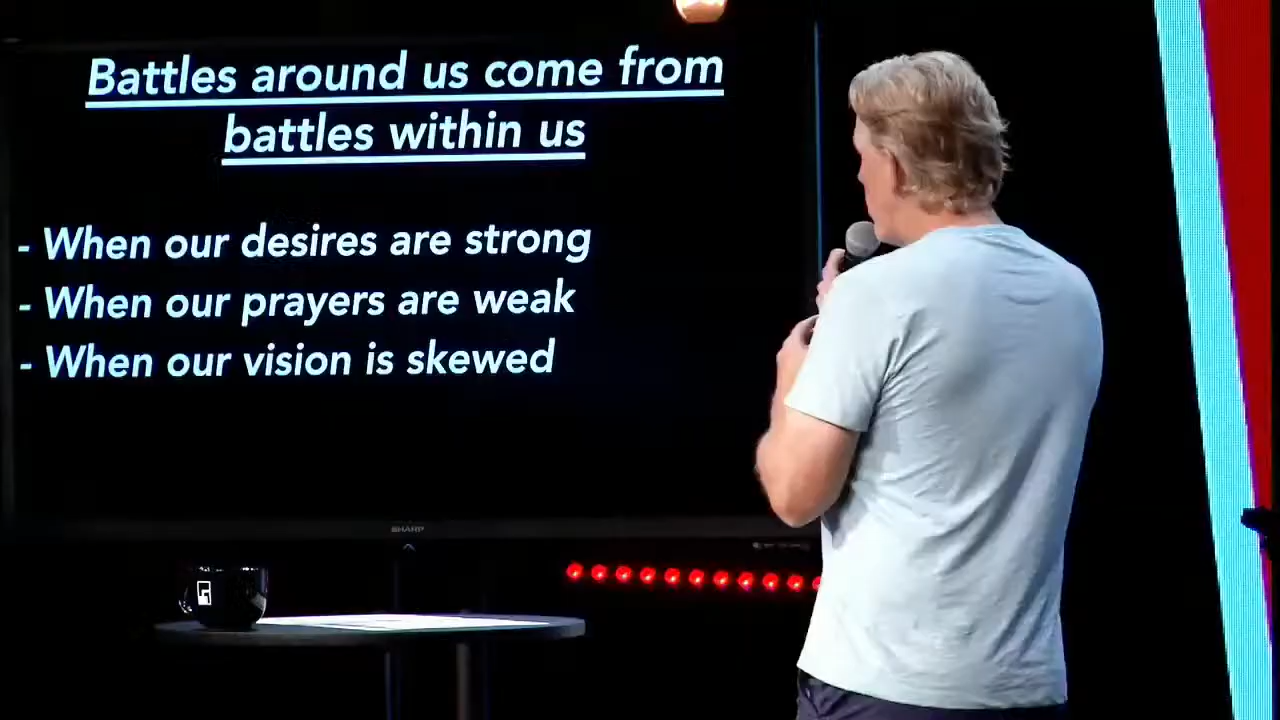 Battles around us come from
battles within us
- When our desires are strong
- When our prayers are weak
- When our vision is skewed
SHARP